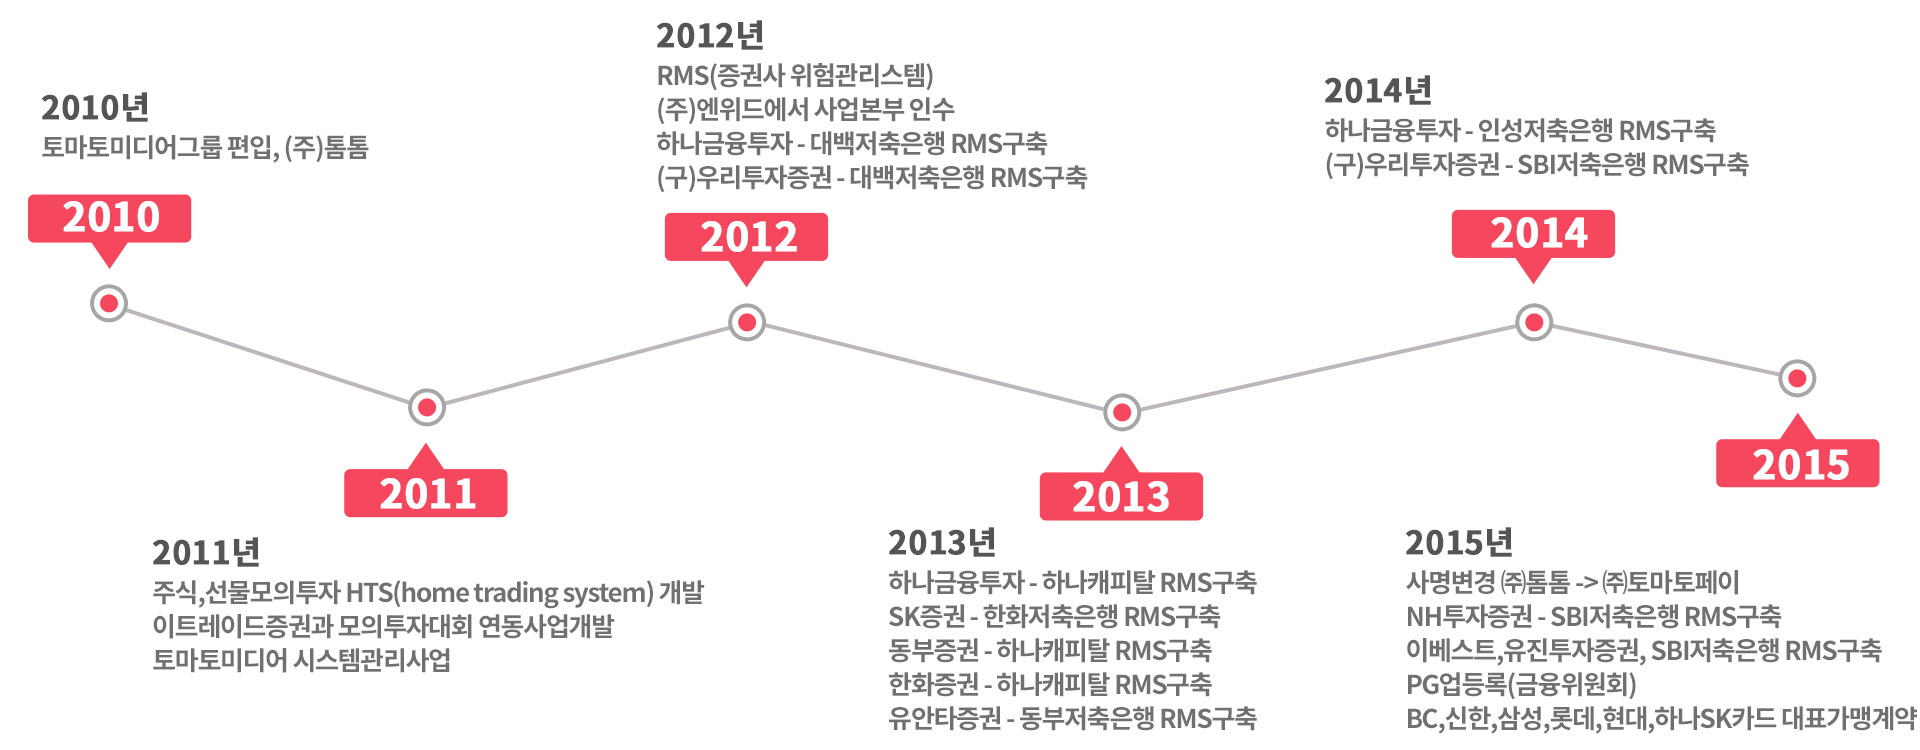 2010년
토마토미디어그룹 편입, (주)톰톰
2010
2011
2011년
주식,선물모의투자 HTS(home trading system) 개발
이트레이드증권과 모의투자대회 연동사업개발
토마토미디어 시스템관리사업
2012년
RMS(증권사 위험관리스템)
(주)엔위드에서 사업본부 인수
하나금융투자 - 대백저축은행 RMS구축
(구)우리투자증권 - 대백저축은행 RMS구축
2012
2013
2013년
하나금융투자 - 하나캐피탈 RMS구축
SK증권 - 한화저축은행 RMS구축
동부증권 - 하나캐피탈 RMS구축
한화증권 - 하나캐피탈 RMS구축
유안타증권 - 동부저축은행 RMS구축
2014년
하나금융투자 - 인성저축은행 RMS구축
(구)우리투자증권 - SBI저축은행 RMS구축
2014
2015
2015년
사명변경 ㈜톰톰 -> ㈜토마토페이
NH투자증권 - SBI저축은행 RMS구축
이베스트,유진투자증권, SBI저축은행 RMS구축
PG업등록(금융위원회)
BC,신한,삼성,롯데,현대,하나SK카드 대표가맹계약